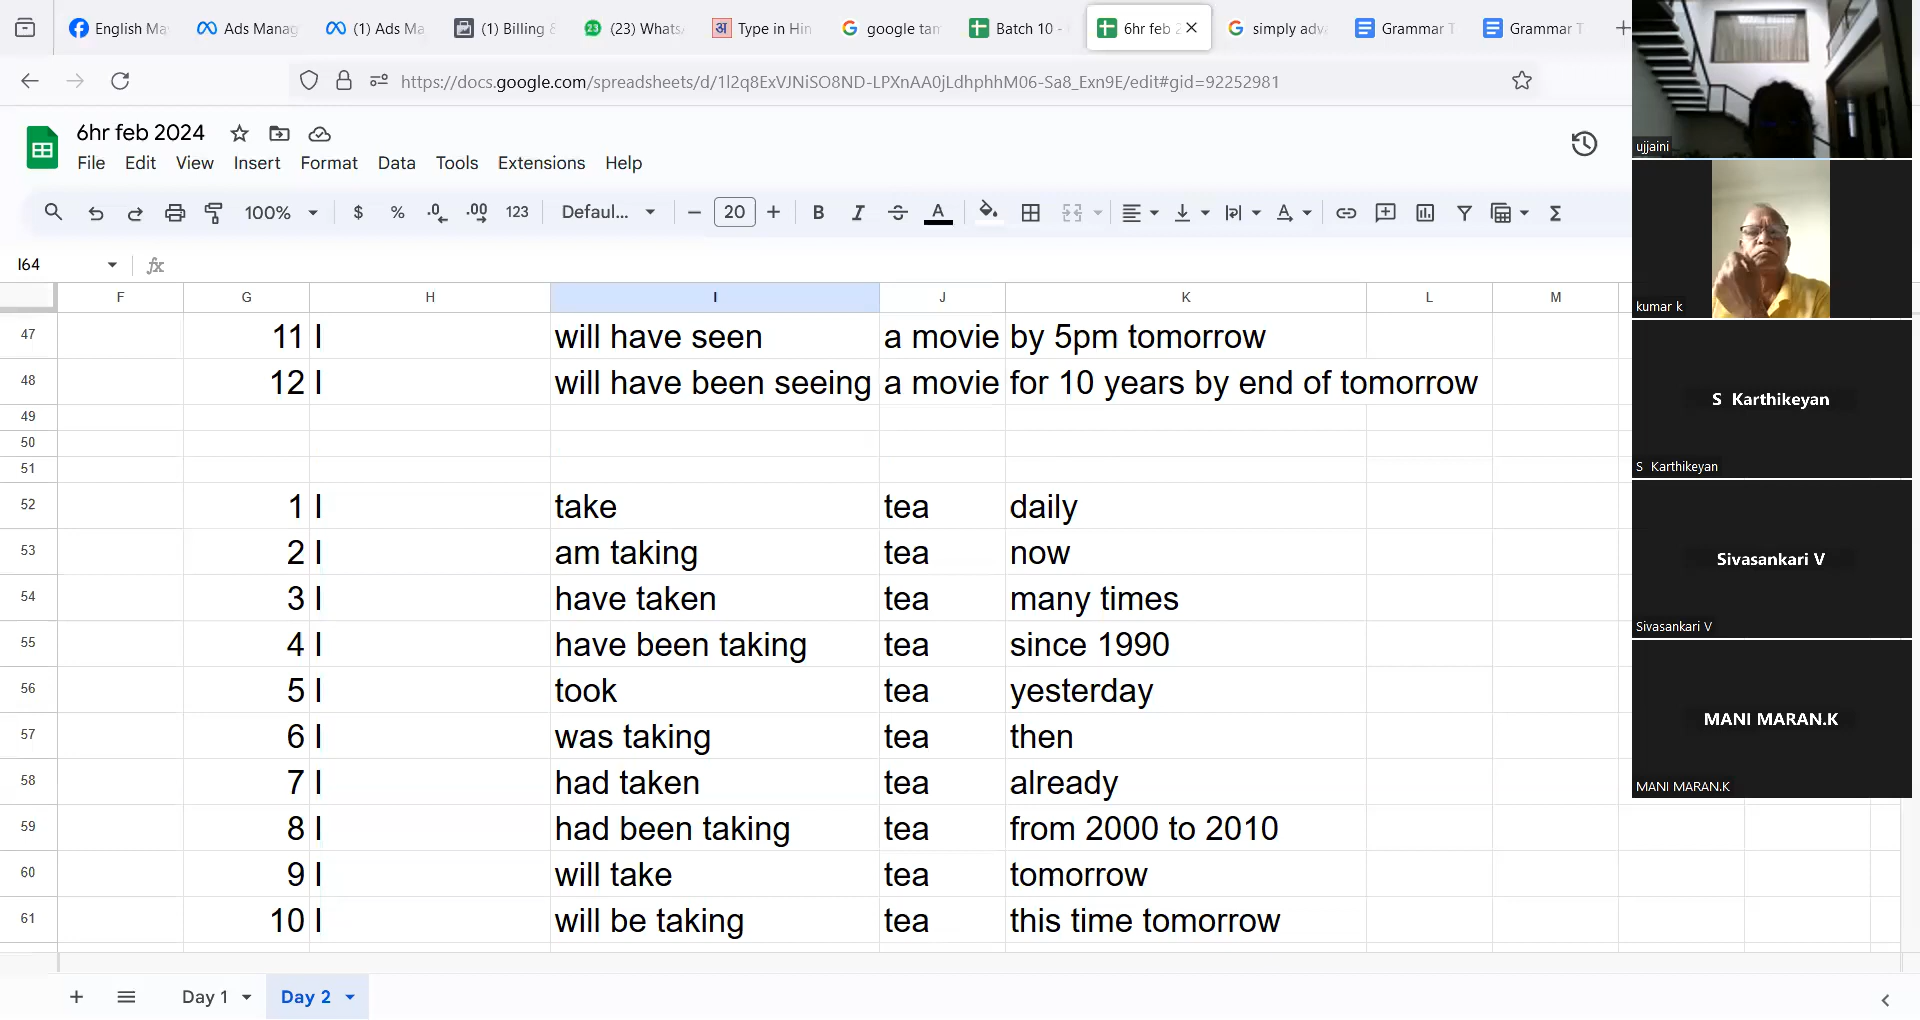 English Ma
Ads Manag
(1) Ads Ma
(1) Billing &
(23) Whats
Type in Hin
google tam
Batch 10 -
6hr feb 2
simply adv
Grammar T
Grammar T
https://docs.google.com/spreadsheets/d/1l2q8ExVJNiSO8ND-LPXnAA0jLdhphhM06-Sa8_Exn9E/edit#gid=92252981
6hr feb 2024
File Edit View Insert Format Data Tools Extensions Help
100% $ % .0 .00 123 Defaul... 20 B I A
I64
F G H I J K L M
47 11 I will have seen a movie by 5pm tomorrow
48 12 I will have been seeing a movie for 10 years by end of tomorrow
49
50
51
52 1 I take tea daily
53 2 I am taking tea now
54 3 I have taken tea many times
55 4 I have been taking tea since 1990
56 5 I took tea yesterday
57 6 I was taking tea then
58 7 I had taken tea already
59 8 I had been taking tea from 2000 to 2010
60 9 I will take tea tomorrow
61 10 I will be taking tea this time tomorrow
Day 1 Day 2
ujjaini
kumar k
S Karthikeyan
S Karthikeyan
Sivasankari V
Sivasankari V
MANI MARAN.K
MANI MARAN.K